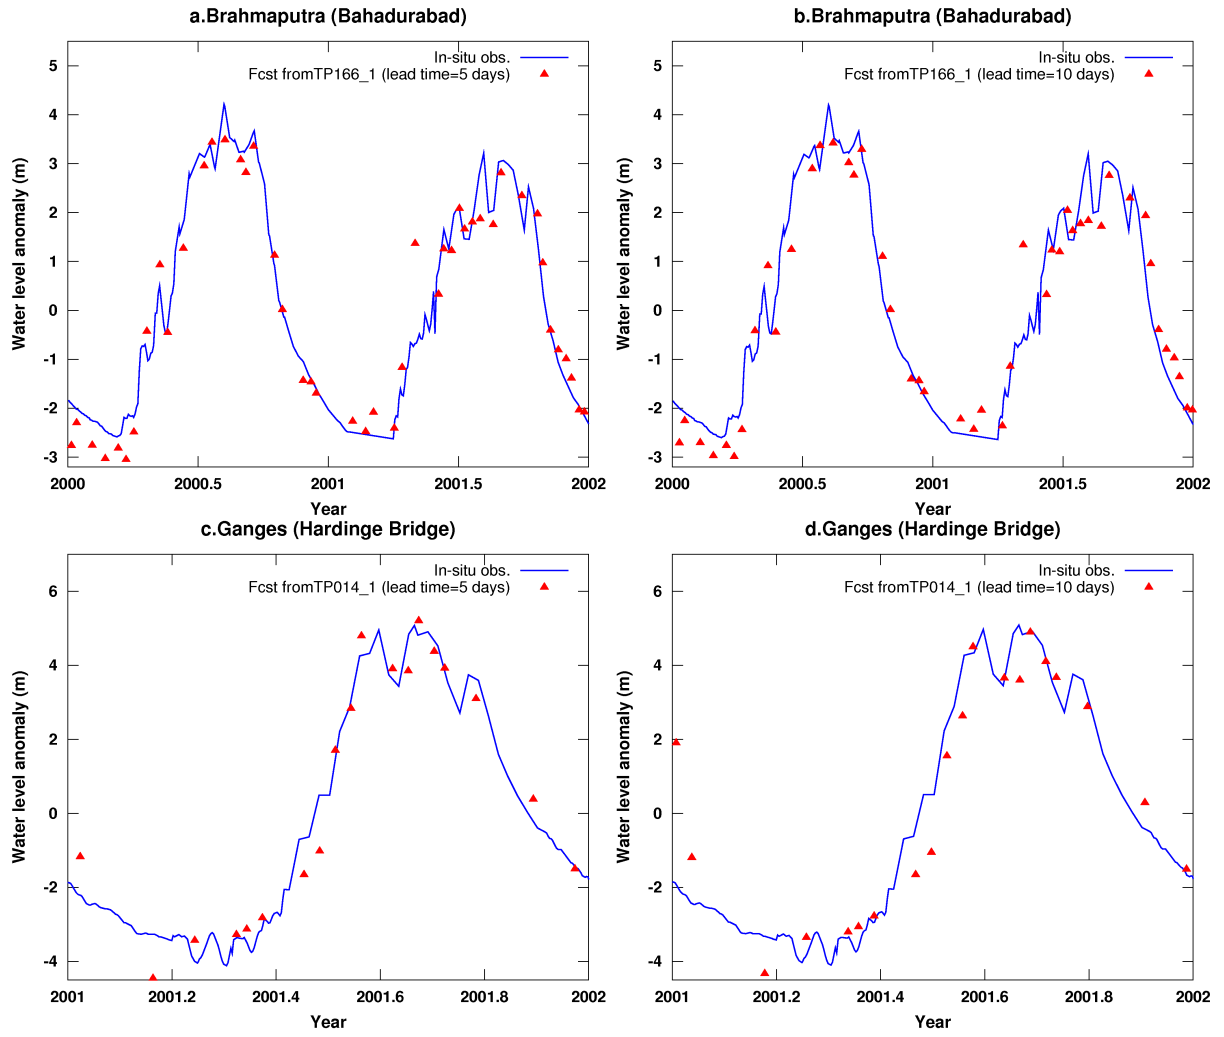 a.Brahmaputra (Bahadurabad)
In-situ obs.
Fcst fromTP166_1 (lead time=5 days)
Water level anomaly (m)
5
4
3
2
1
0
-1
-2
-3
2000
2000.5
2001
2001.5
2002
Year
b.Brahmaputra (Bahadurabad)
In-situ obs.
Fcst fromTP166_1 (lead time=10 days)
Water level anomaly (m)
5
4
3
2
1
0
-1
-2
-3
2000
2000.5
2001
2001.5
2002
Year
c.Ganges (Hardinge Bridge)
In-situ obs.
Fcst fromTP014_1 (lead time=5 days)
Water level anomaly (m)
6
4
2
0
-2
-4
2001
2001.2
2001.4
2001.6
2001.8
2002
Year
d.Ganges (Hardinge Bridge)
In-situ obs.
Fcst fromTP014_1 (lead time=10 days)
Water level anomaly (m)
6
4
2
0
-2
-4
2001
2001.2
2001.4
2001.6
2001.8
2002
Year